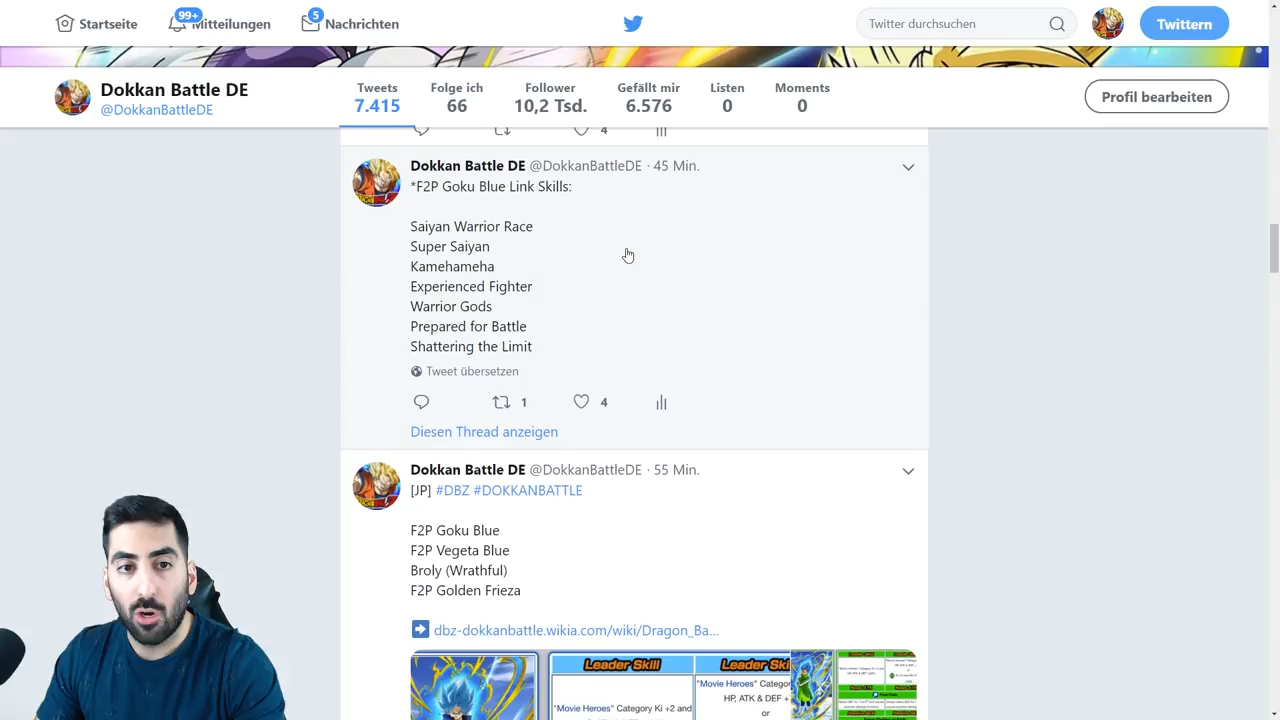 Startseite
99+
Mitteilungen
5
Nachrichten
Twitter durchsuchen
Twittern
Dokkan Battle DE
@DokkanBattleDE
Tweets
7.415
Folge ich
66
Follower
10,2 Tsd.
Gefällt mir
6.576
Listen
0
Moments
0
Profil bearbeiten
4
Dokkan Battle DE @DokkanBattleDE · 45 Min.
*F2P Goku Blue Link Skills:
Saiyan Warrior Race
Super Saiyan
Kamehameha
Experienced Fighter
Warrior Gods
Prepared for Battle
Shattering the Limit
Tweet übersetzen
1
4
Diesen Thread anzeigen
Dokkan Battle DE @DokkanBattleDE · 55 Min.
[JP] #DBZ #DOKKANBATTLE
F2P Goku Blue
F2P Vegeta Blue
Broly (Wrathful)
F2P Golden Frieza
dbz-dokkanbattle.wikia.com/wiki/Dragon_Ba...
Leader Skill
"Movie Heroes" Category Ki +2 and
Leader Ski
"Movie Heroes" Catego
HP, ATK & DEF +
or